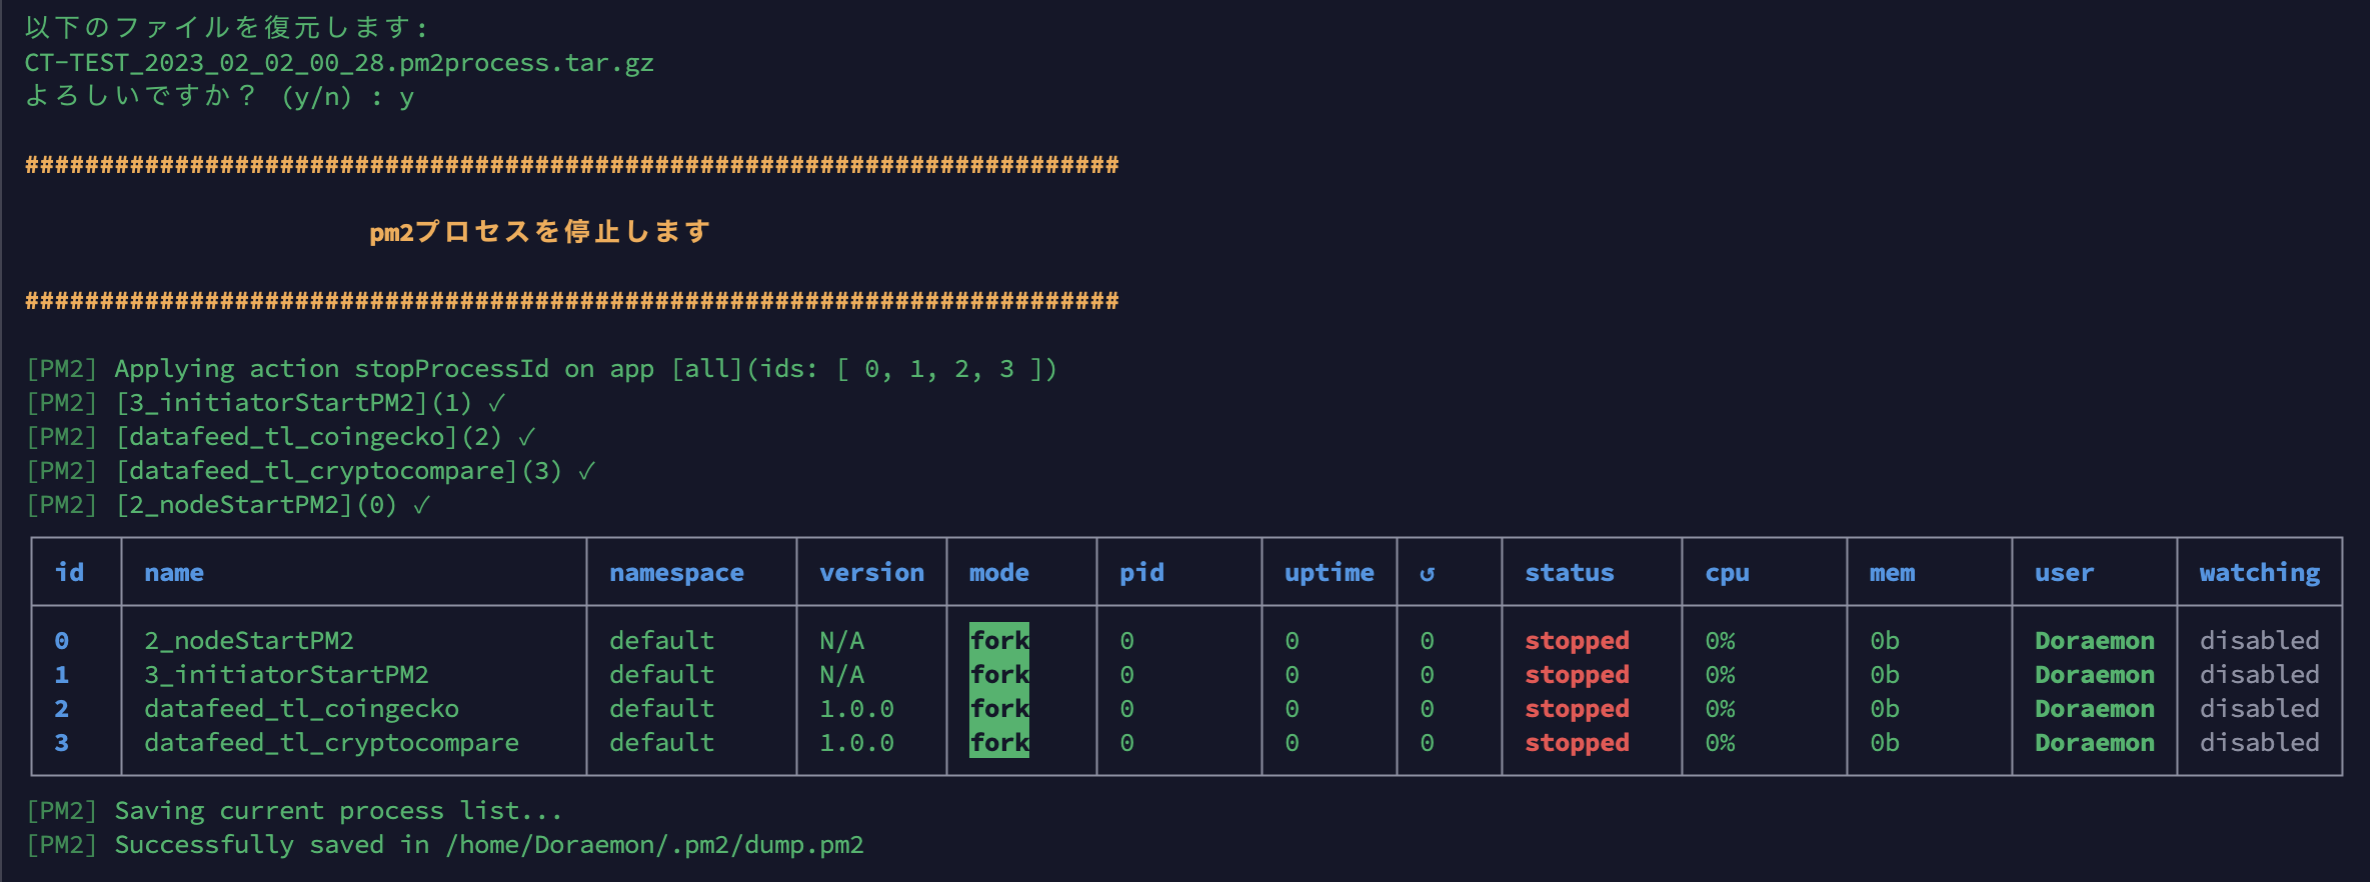 以下のファイルを復元します:
CT-TEST_2023_02_02_00_28.pm2process.tar.gz
よろしいですか? (y/n) : y
#########################################################################
pm2プロセスを停止します
#########################################################################
[PM2] Applying action stopProcessId on app [all](ids: [ 0, 1, 2, 3 ])
[PM2] [3_initiatorStartPM2](1) ✓
[PM2] [datafeed_tl_coingecko](2) ✓
[PM2] [datafeed_tl_cryptocompare](3) ✓
[PM2] [2_nodeStartPM2](0) ✓
id name namespace version mode pid uptime ↺ status cpu mem user watching
0 2_nodeStartPM2 default N/A fork 0 0 0 stopped 0% 0b Doraemon disabled
1 3_initiatorStartPM2 default N/A fork 0 0 0 stopped 0% 0b Doraemon disabled
2 datafeed_tl_coingecko default 1.0.0 fork 0 0 0 stopped 0% 0b Doraemon disabled
3 datafeed_tl_cryptocompare default 1.0.0 fork 0 0 0 stopped 0% 0b Doraemon disabled
[PM2] Saving current process list...
[PM2] Successfully saved in /home/Doraemon/.pm2/dump.pm2